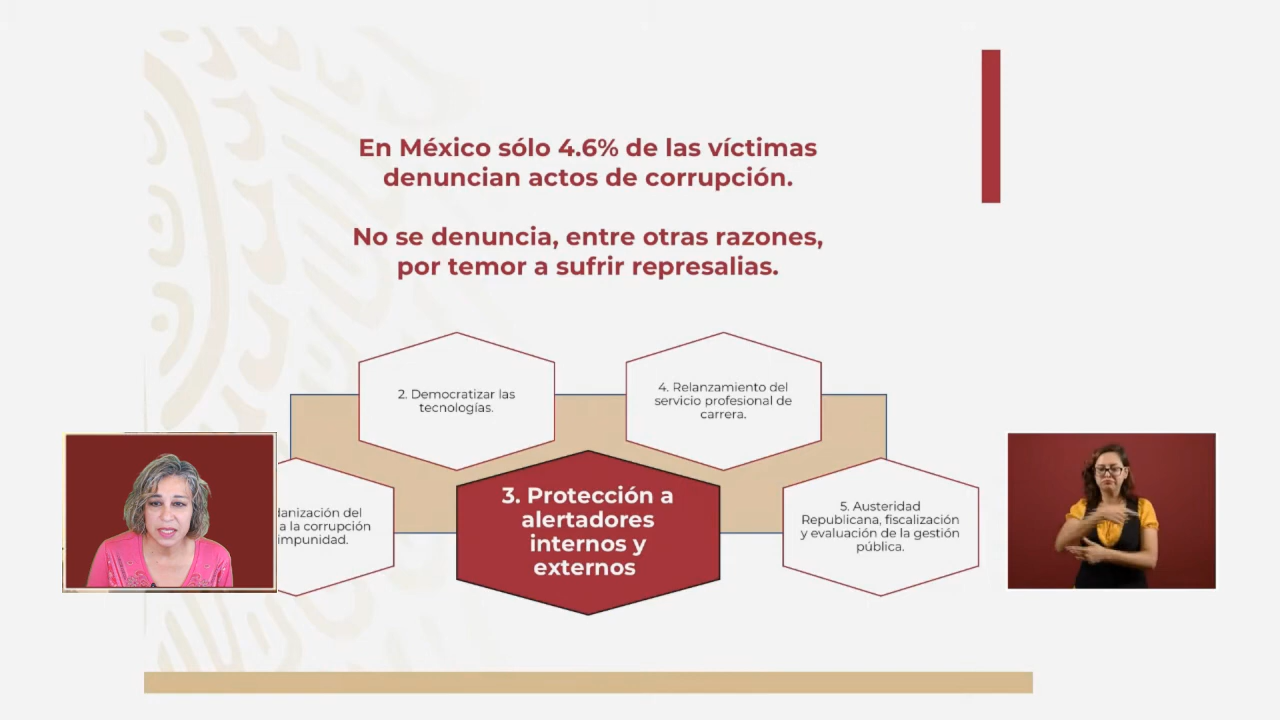 En México sólo 4.6% de las víctimas
denuncian actos de corrupción.
No se denuncia, entre otras razones,
por temor a sufrir represalias.
2. Democratizar las
tecnologías.
4. Relanzamiento del
servicio profesional de
carrera.
del
a la corrupción
impunidad.
3. Protección a
alertadores
internos y
externos
5. Austeridad
Republicana, fiscalización
y evaluación de la gestión
pública.